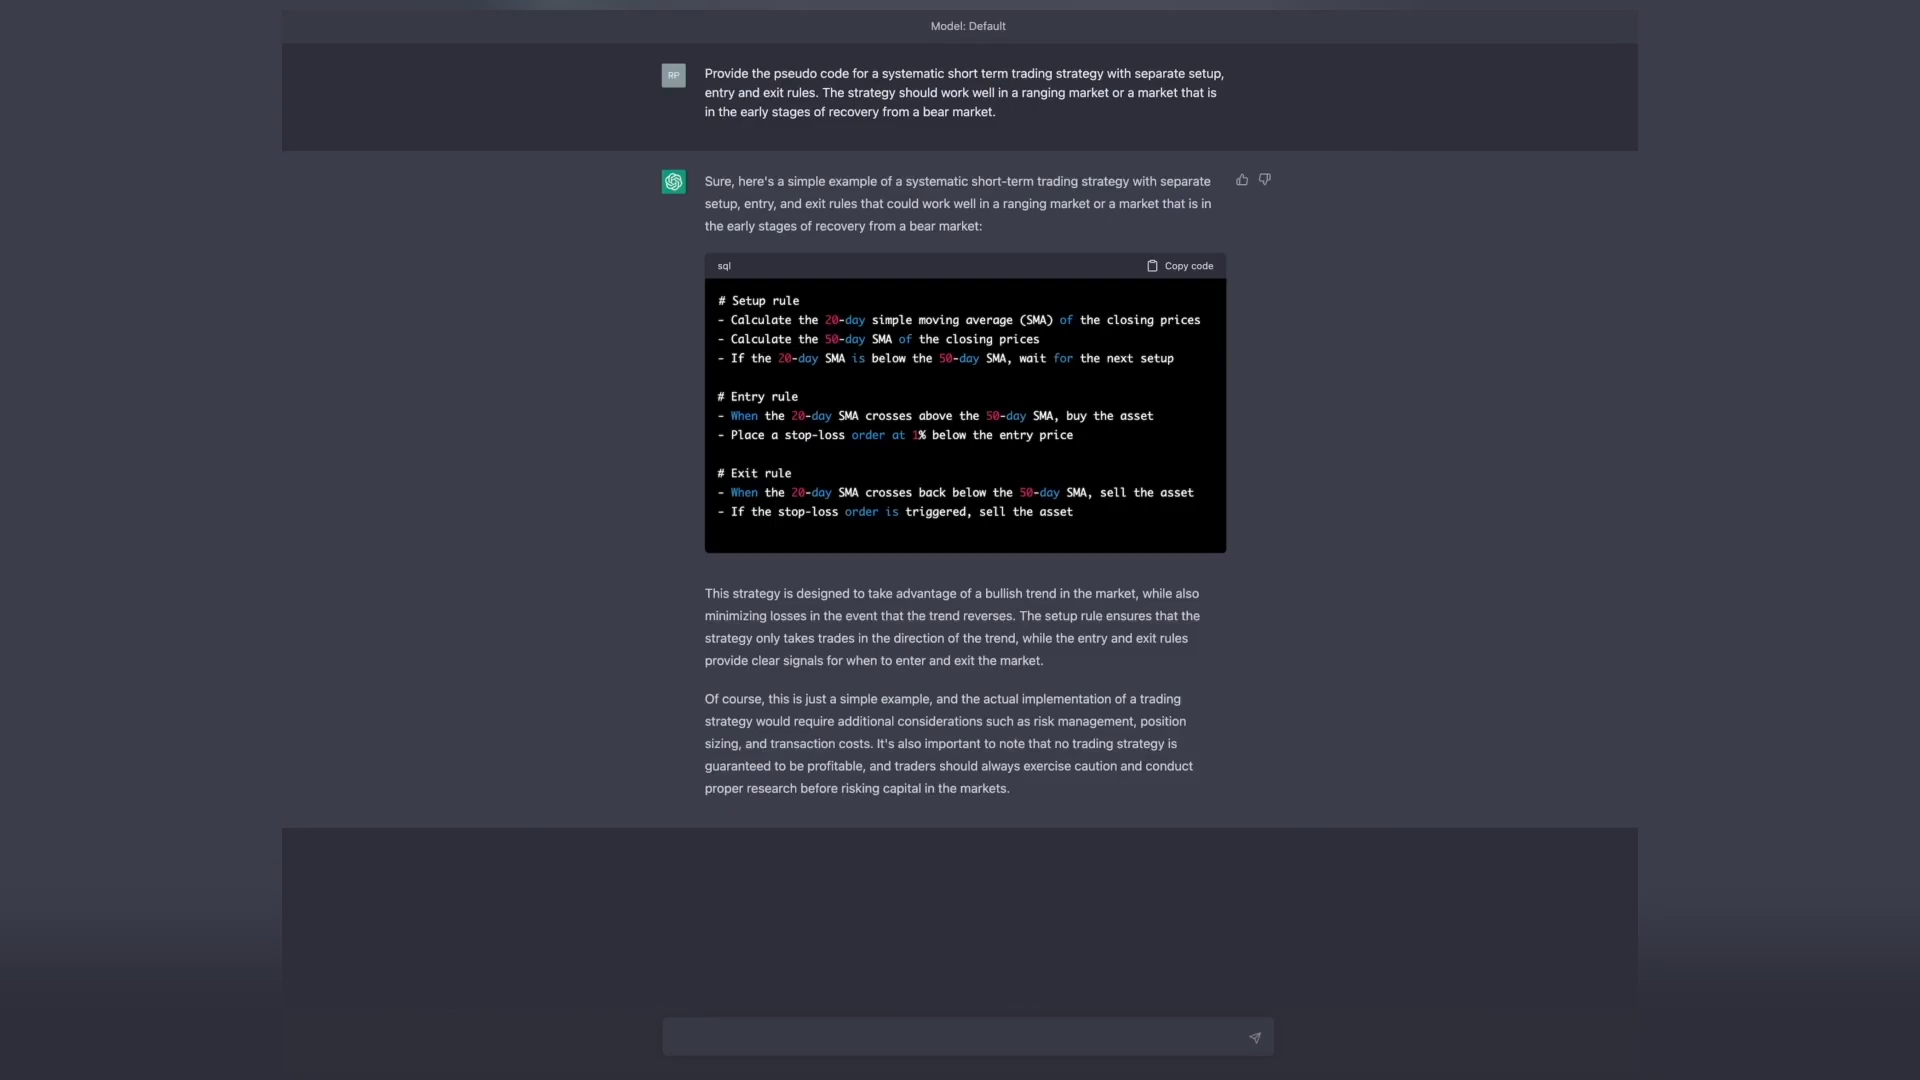 Model: Default
RP
Provide the pseudo code for a systematic short term trading strategy with separate setup,
entry and exit rules. The strategy should work well in a ranging market or a market that is
in the early stages of recovery from a bear market.
Sure, here's a simple example of a systematic short-term trading strategy with separate
setup, entry, and exit rules that could work well in a ranging market or a market that is in
the early stages of recovery from a bear market:
sql
Copy code
# Setup rule
- Calculate the 20-day simple moving average (SMA) of the closing prices
- Calculate the 50-day SMA of the closing prices
- If the 20-day SMA is below the 50-day SMA, wait for the next setup
# Entry rule
- When the 20-day SMA crosses above the 50-day SMA, buy the asset
- Place a stop-loss order at 1% below the entry price
# Exit rule
- When the 20-day SMA crosses back below the 50-day SMA, sell the asset
- If the stop-loss order is triggered, sell the asset
This strategy is designed to take advantage of a bullish trend in the market, while also
minimizing losses in the event that the trend reverses. The setup rule ensures that the
strategy only takes trades in the direction of the trend, while the entry and exit rules
provide clear signals for when to enter and exit the market.
Of course, this is just a simple example, and the actual implementation of a trading
strategy would require additional considerations such as risk management, position
sizing, and transaction costs. It's also important to note that no trading strategy is
guaranteed to be profitable, and traders should always exercise caution and conduct
proper research before risking capital in the markets.